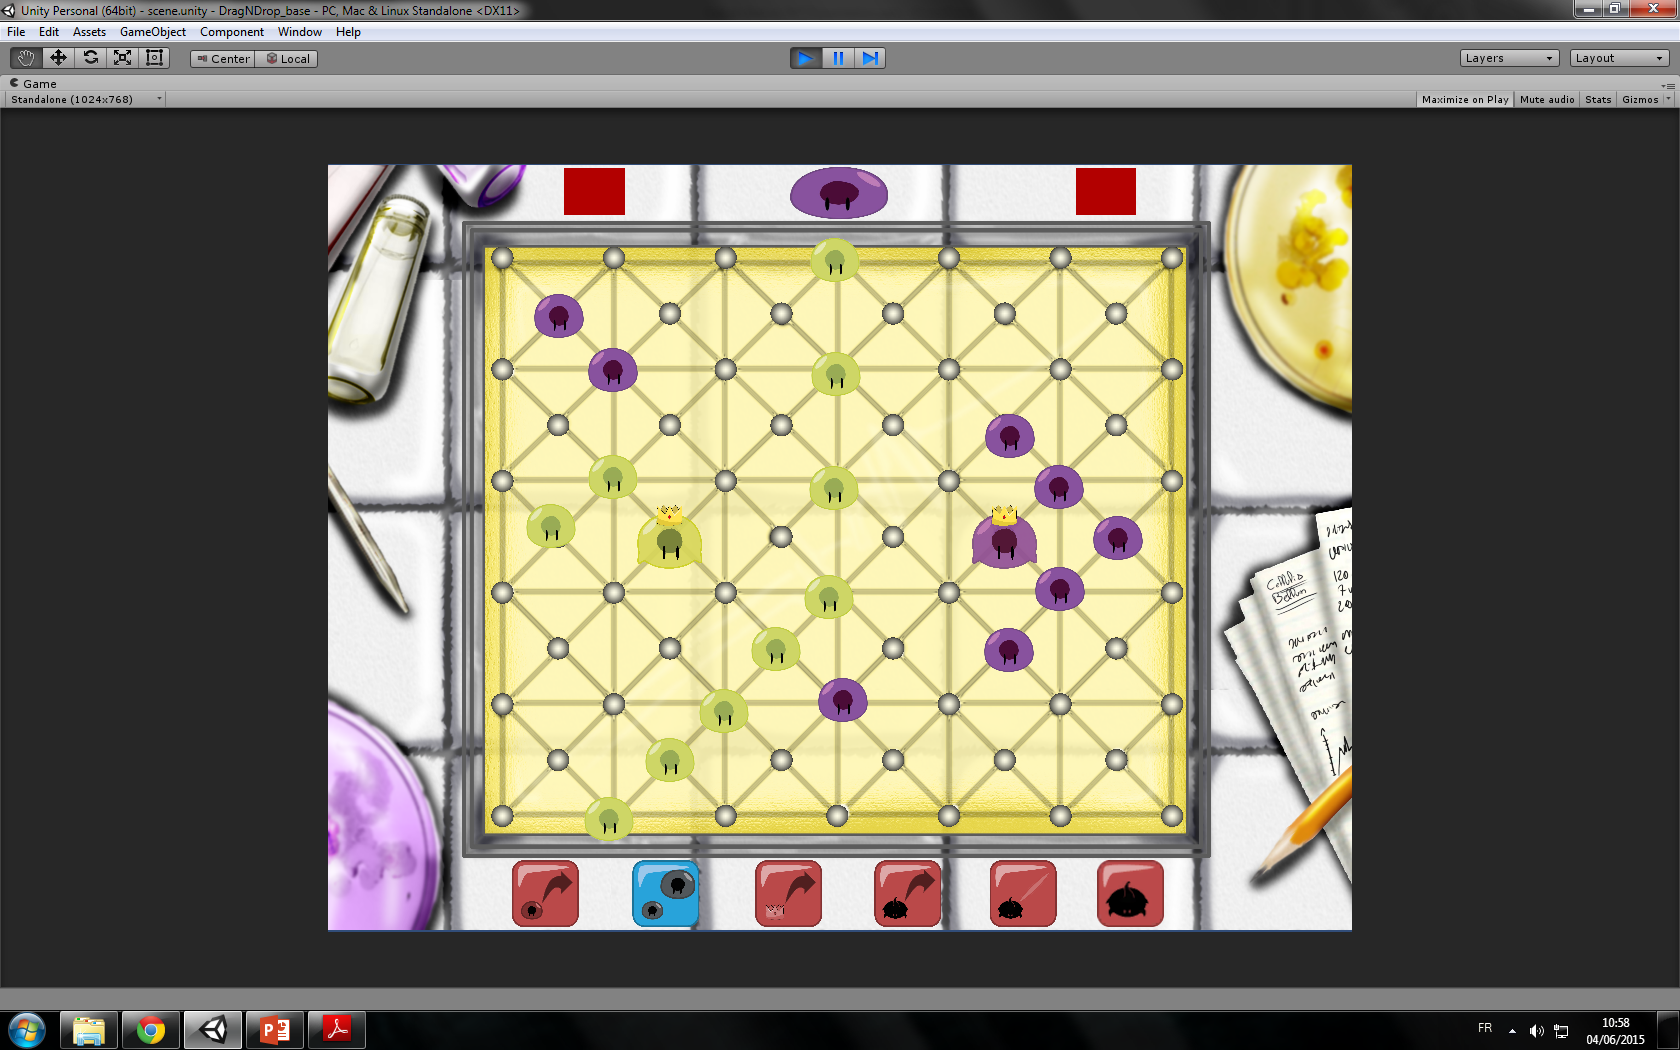 Unity Personal (64bit) - scene.unity - DragNDrop_base - PC, Mac & Linux Standalone <DX11>
File Edit Assets GameObject Component Window Help
Center Local Layers Layout
Game
Standalone (1024x768) Maximize on Play Mute audio Stats Gizmos
120
FR 10:58
04/06/2015